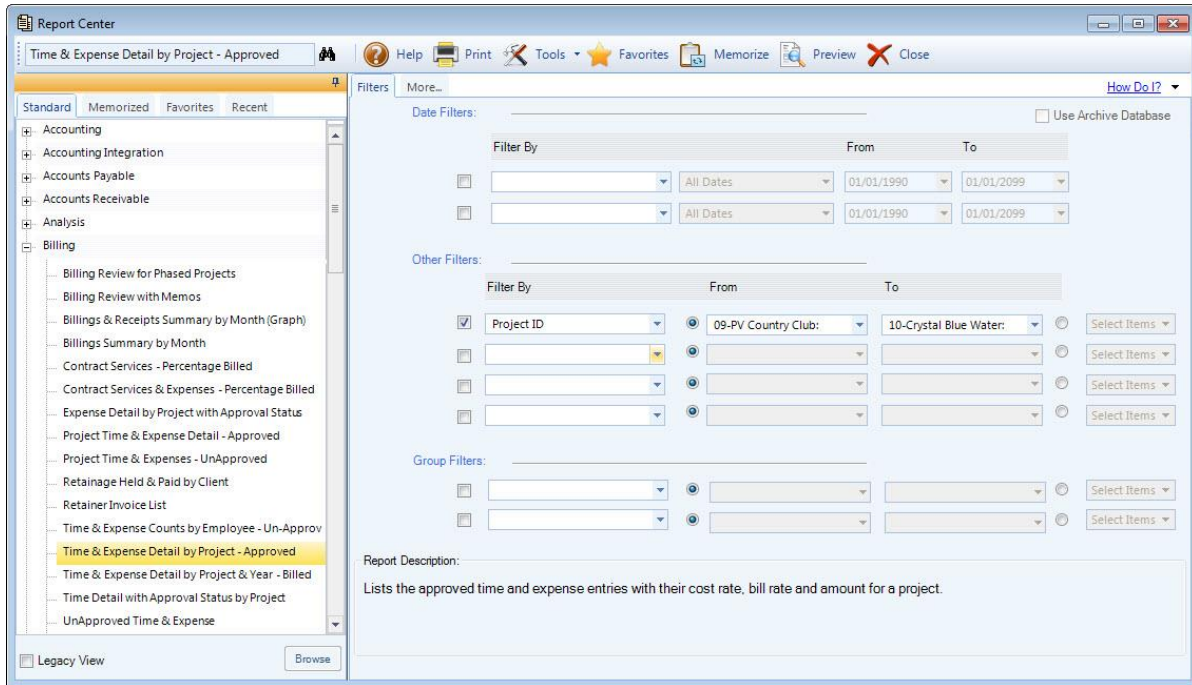 Report Center
Time & Expense Detail by Project - Approved
Help Print Tools Favorites Memorize Preview Close
Standard Memorized Favorites Recent
Accounting
Accounting Integration
Accounts Payable
Accounts Receivable
Analysis
Billing
Billing Review for Phased Projects
Billing Review with Memos
Billings & Receipts Summary by Month (Graph)
Billings Summary by Month
Contract Services - Percentage Billed
Contract Services & Expenses - Percentage Billed
Expense Detail by Project with Approval Status
Project Time & Expense Detail - Approved
Project Time & Expenses - UnApproved
Retainage Held & Paid by Client
Retainer Invoice List
Time & Expense Counts by Employee - Un-Approv
Time & Expense Detail by Project - Approved
Time & Expense Detail by Project & Year - Billed
Time Detail with Approval Status by Project
UnApproved Time & Expense
Legacy View Browse
Filters More... How Do I?
Date Filters: Use Archive Database
Filter By From To
All Dates 01/01/1990 01/01/2099
All Dates 01/01/1990 01/01/2099
Other Filters:
Filter By From To
Project ID 09-PV Country Club: 10-Crystal Blue Water: Select Items
Select Items
Select Items
Select Items
Group Filters:
Select Items
Select Items
Report Description:
Lists the approved time and expense entries with their cost rate, bill rate and amount for a project.